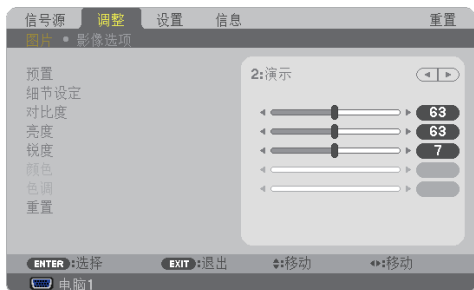 信号源 调整 设置 信息 重置
图片 • 影像选项
预置 2:演示
细节设定
对比度 63
亮度 63
锐度 7
颜色
色调
重置
ENTER:选择 EXIT:退出 :移动 :移动
电脑1